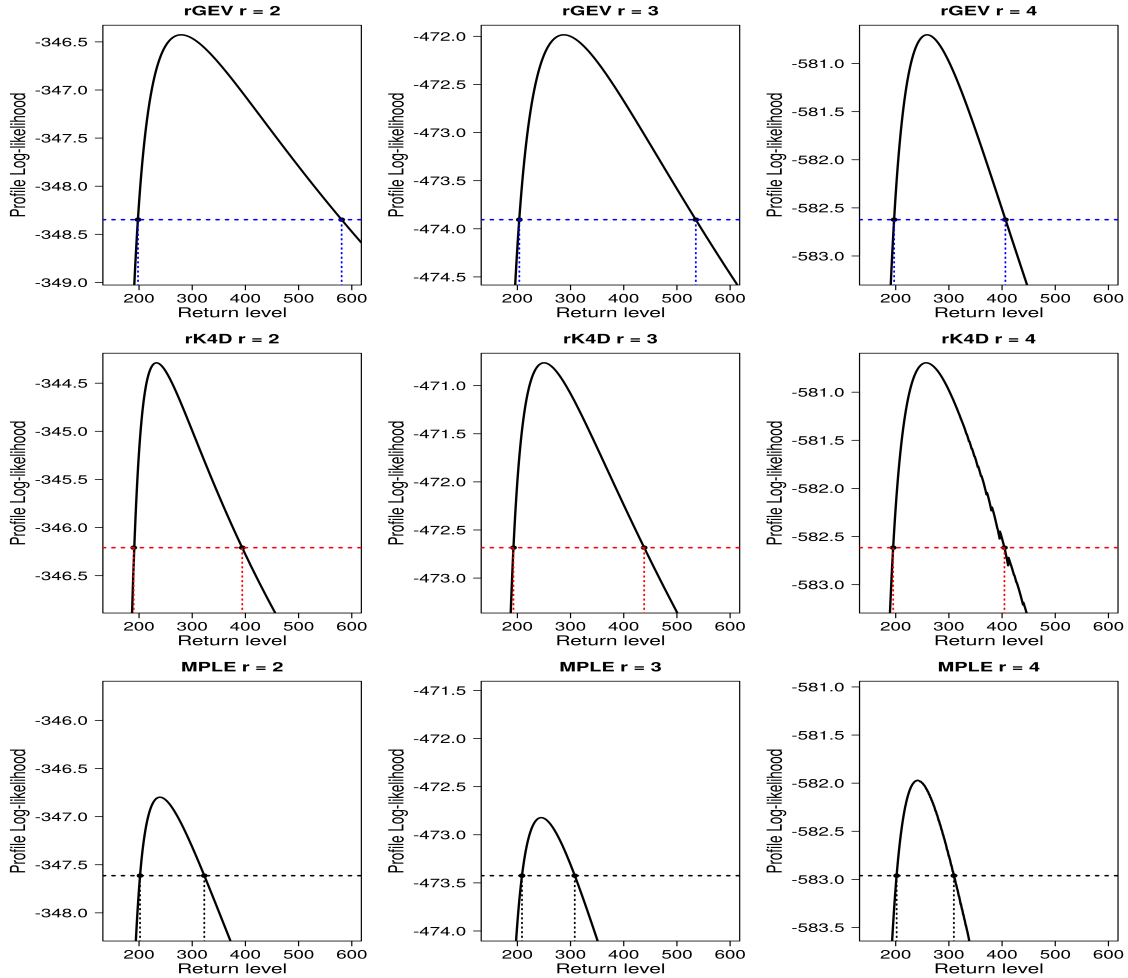 rGEV r = 2
Profile Log-likelihood
-346.5
-347.0
-347.5
-348.0
-348.5
-349.0
200 300 400 500 600
Return level
rGEV r = 3
Profile Log-likelihood
-472.0
-472.5
-473.0
-473.5
-474.0
-474.5
200 300 400 500 600
Return level
rGEV r = 4
Profile Log-likelihood
-581.0
-581.5
-582.0
-582.5
-583.0
200 300 400 500 600
Return level
rK4D r = 2
Profile Log-likelihood
-344.5
-345.0
-345.5
-346.0
-346.5
200 300 400 500 600
Return level
rK4D r = 3
Profile Log-likelihood
-471.0
-471.5
-472.0
-472.5
-473.0
200 300 400 500 600
Return level
rK4D r = 4
Profile Log-likelihood
-581.0
-581.5
-582.0
-582.5
-583.0
200 300 400 500 600
Return level
MPLE r = 2
Profile Log-likelihood
-346.0
-346.5
-347.0
-347.5
-348.0
200 300 400 500 600
Return level
MPLE r = 3
Profile Log-likelihood
-471.5
-472.0
-472.5
-473.0
-473.5
-474.0
200 300 400 500 600
Return level
MPLE r = 4
Profile Log-likelihood
-581.0
-581.5
-582.0
-582.5
-583.0
-583.5
200 300 400 500 600
Return level